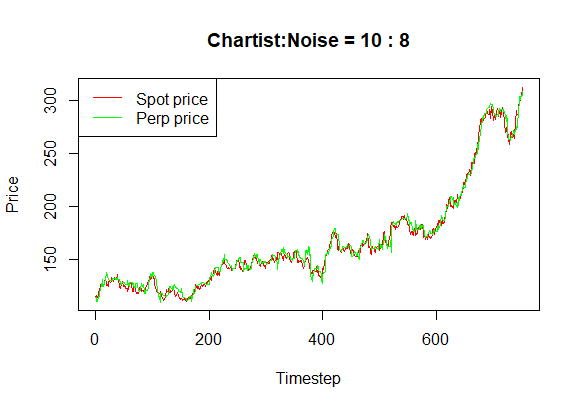 Chartist:Noise = 10 : 8
Spot price
Perp price
Price
150
200
250
300
0
200
400
600
Timestep